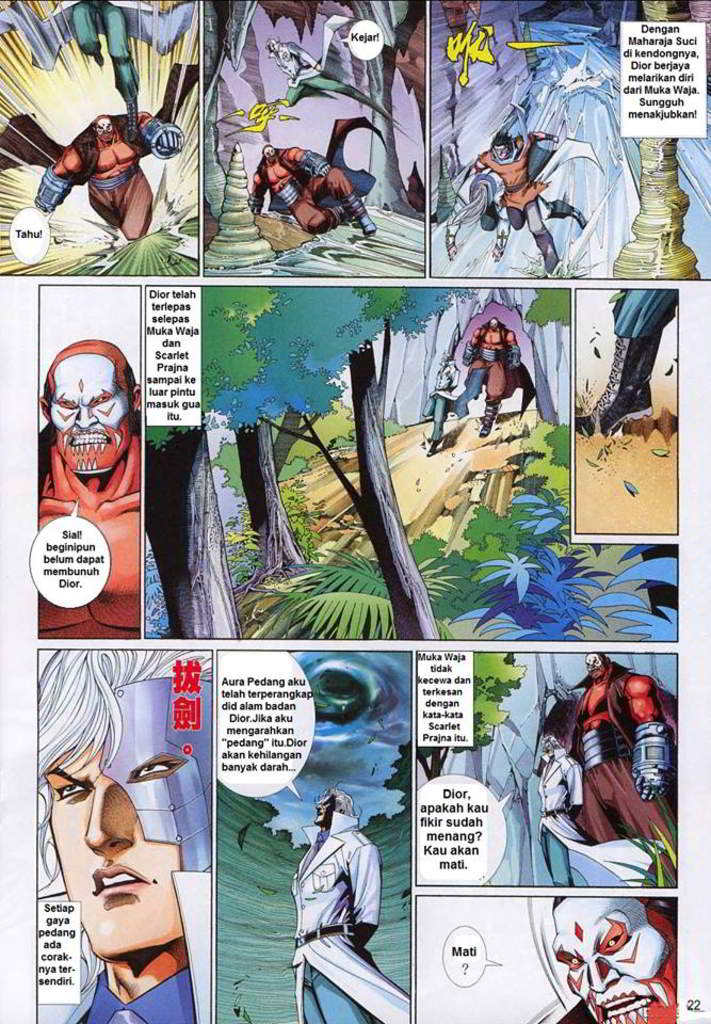 Tahu!
Kejar!
吼
吼
Dengan
Maharaja Suci
di kendongnya,
Dior berjaya
melarikan diri
dari Muka Waja.
Sungguh
menakjubkan!
Sial!
beginipun
belum dapat
membunuh
Dior.
Dior telah
terlepas
selepas
Muka Waja
dan
Scarlet
Prajna
sampai ke
luar pintu
masuk gua
itu.
拔劍。
Setiap
gaya
pedang
ada
corak-
nya ter-
sendiri.
Aura Pedang aku
telah terperangkap
did alam badan
Dior.Jika aku
mengarahkan
"pedang" itu.Dior
akan kehilangan
banyak darah...
Muka Waja
tidak
kecewa dan
terkesan
dengan
kata-kata
Scarlet
Prajna itu.
Dior,
apakah kau
fikir sudah
menang?
Kau akan
mati.
Mati
?
22